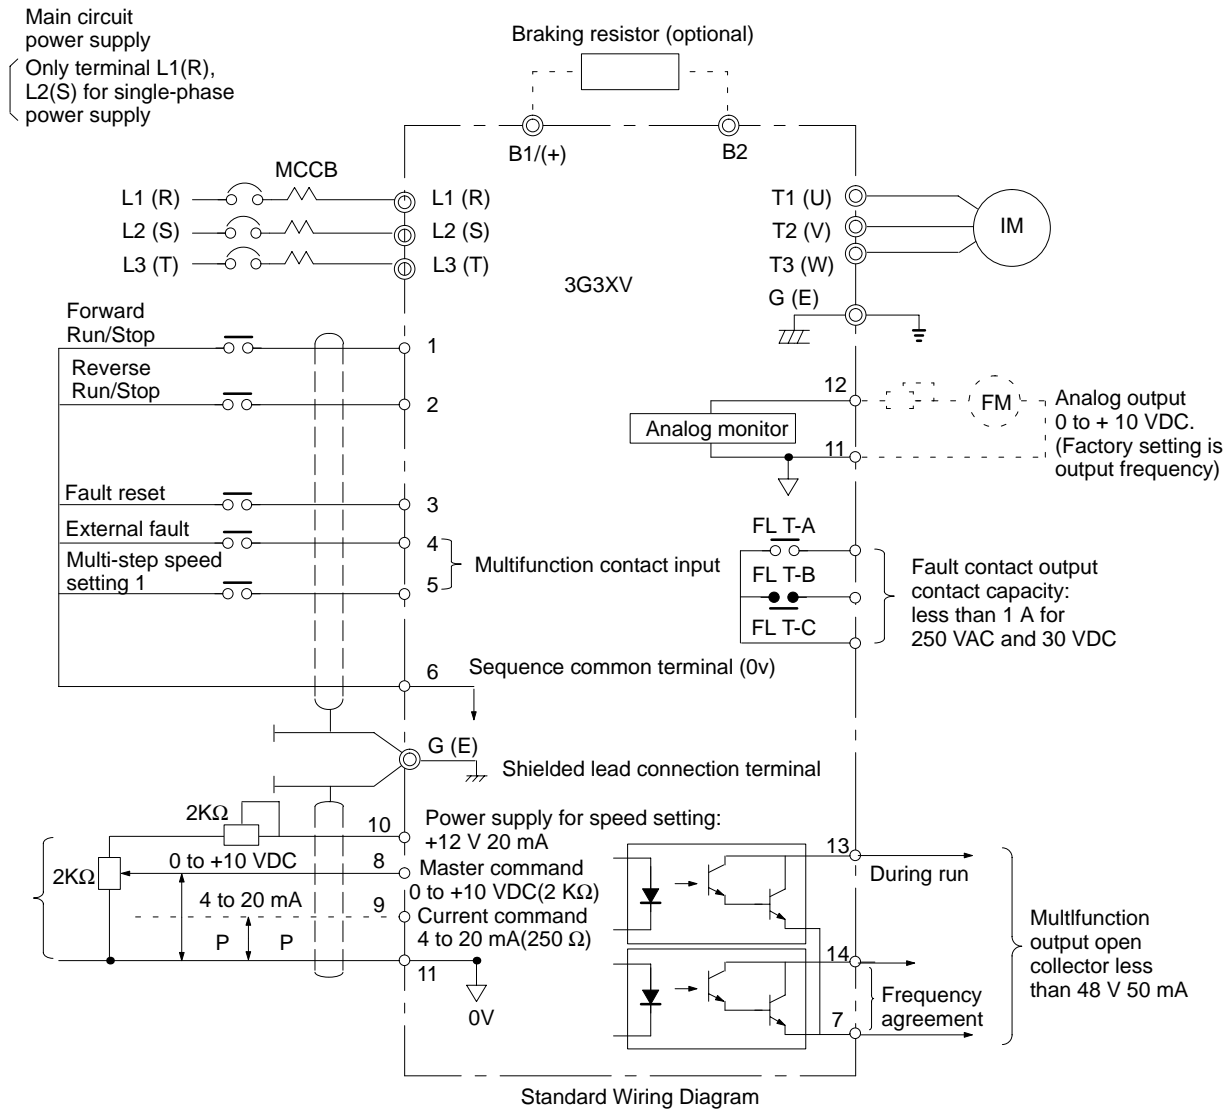 Main circuit
power supply
Only terminal L1(R),
L2(S) for single-phase
power supply
Braking resistor (optional)
B1/(+)
B2
MCCB
L1 (R)
L2 (S)
L3 (T)
L1 (R)
L2 (S)
L3 (T)
3G3XV
T1 (U)
T2 (V)
T3 (W)
G (E)
IM
Forward
Run/Stop
1
Reverse
Run/Stop
2
12
Analog monitor
11
FM
Analog output
0 to + 10 VDC.
(Factory setting is
output frequency)
Fault reset
3
External fault
4
Multi-step speed
setting 1
5
Multifunction contact input
FL T-A
FL T-B
FL T-C
Fault contact output
contact capacity:
less than 1 A for
250 VAC and 30 VDC
6
Sequence common terminal (0v)
G (E)
Shielded lead connection terminal
2KΩ
10
Power supply for speed setting:
+12 V 20 mA
2KΩ
0 to +10 VDC
8
Master command
0 to +10 VDC(2 KΩ)
4 to 20 mA
9
Current command
4 to 20 mA(250 Ω)
P
P
11
0V
13
During run
14
Frequency
agreement
7
Multlfunction
output open
collector less
than 48 V 50 mA
Standard Wiring Diagram